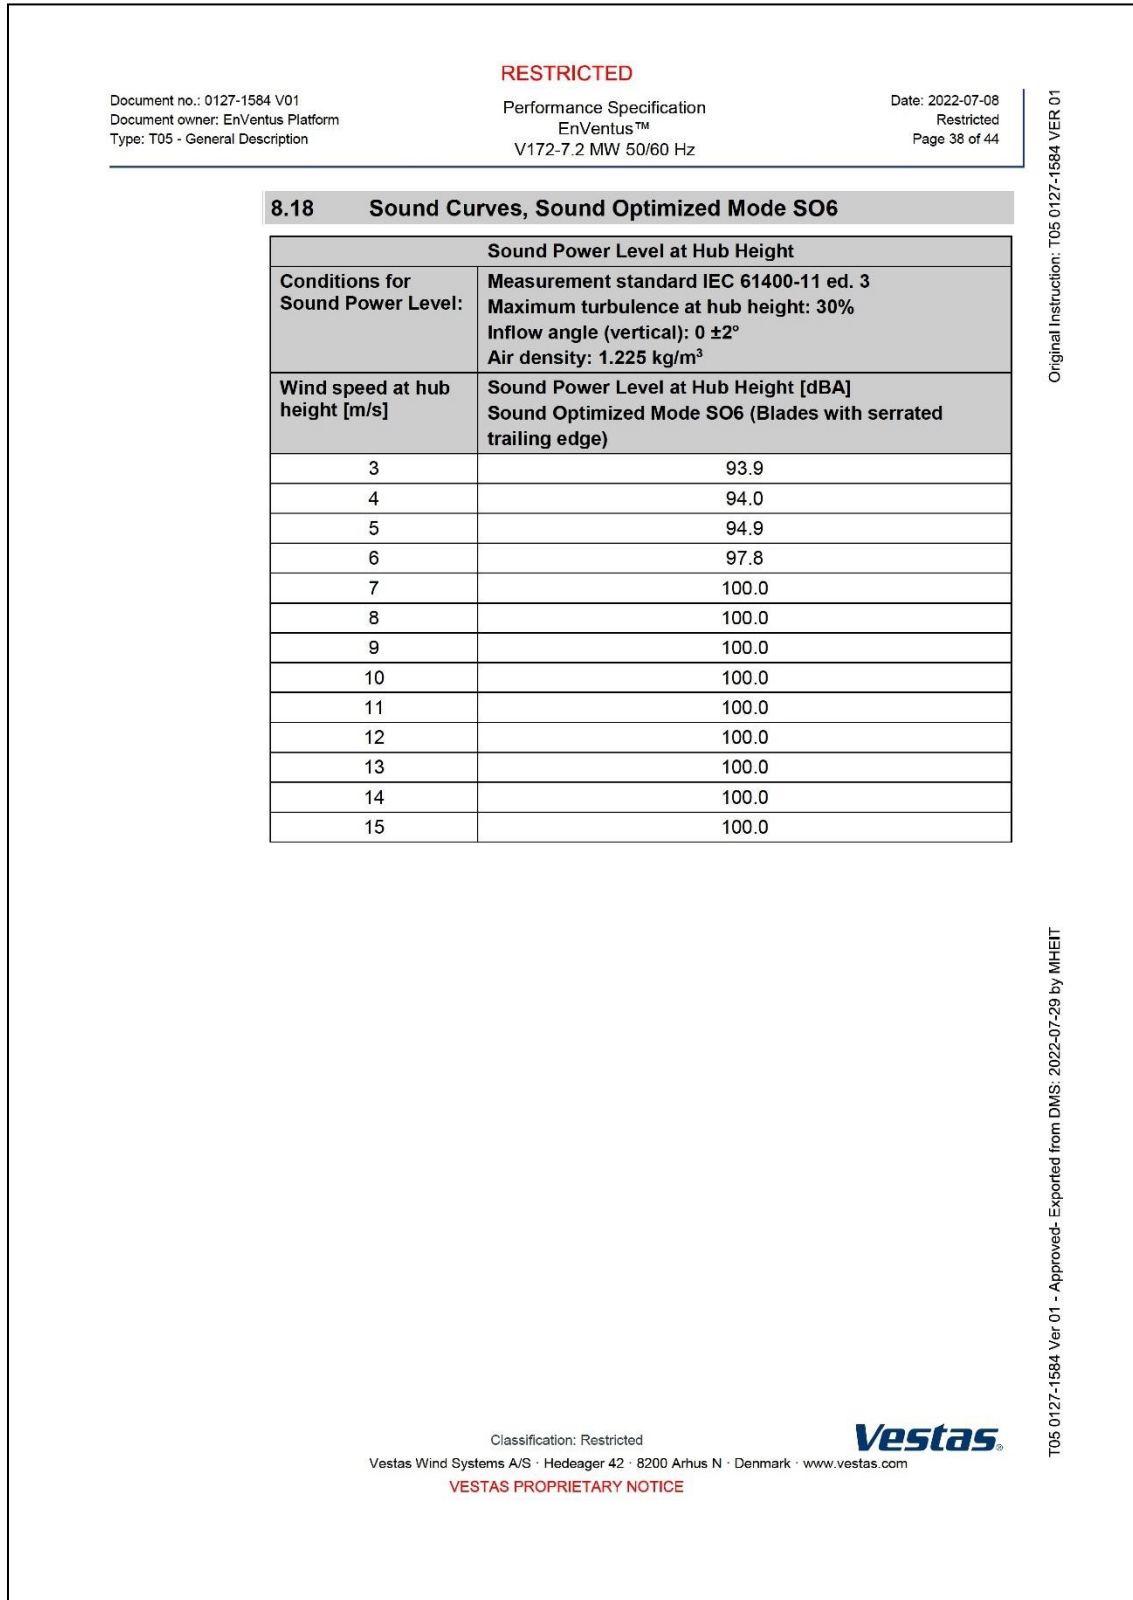 RESTRICTED
Document no.: 0127-1584 V01
Document owner: EnVentus Platform
Type: T05 - General Description
Performance Specification
EnVentus™
V172-7.2 MW 50/60 Hz
Date: 2022-07-08
Restricted
Page 38 of 44
Original Instruction: T05 0127-1584 VER 01
8.18 Sound Curves, Sound Optimized Mode SO6
Sound Power Level at Hub Height
Conditions for
Sound Power Level:
Measurement standard IEC 61400-11 ed. 3
Maximum turbulence at hub height: 30%
Inflow angle (vertical): 0 ±2°
Air density: 1.225 kg/m³
Wind speed at hub
height [m/s]
Sound Power Level at Hub Height [dBA]
Sound Optimized Mode SO6 (Blades with serrated
trailing edge)
3 93.9
4 94.0
5 94.9
6 97.8
7 100.0
8 100.0
9 100.0
10 100.0
11 100.0
12 100.0
13 100.0
14 100.0
15 100.0
T05 0127-1584 Ver 01 - Approved- Exported from DMS: 2022-07-29 by MHEIT
Classification: Restricted
Vestas®
Vestas Wind Systems A/S · Hedeager 42 · 8200 Arhus N · Denmark · www.vestas.com
VESTAS PROPRIETARY NOTICE